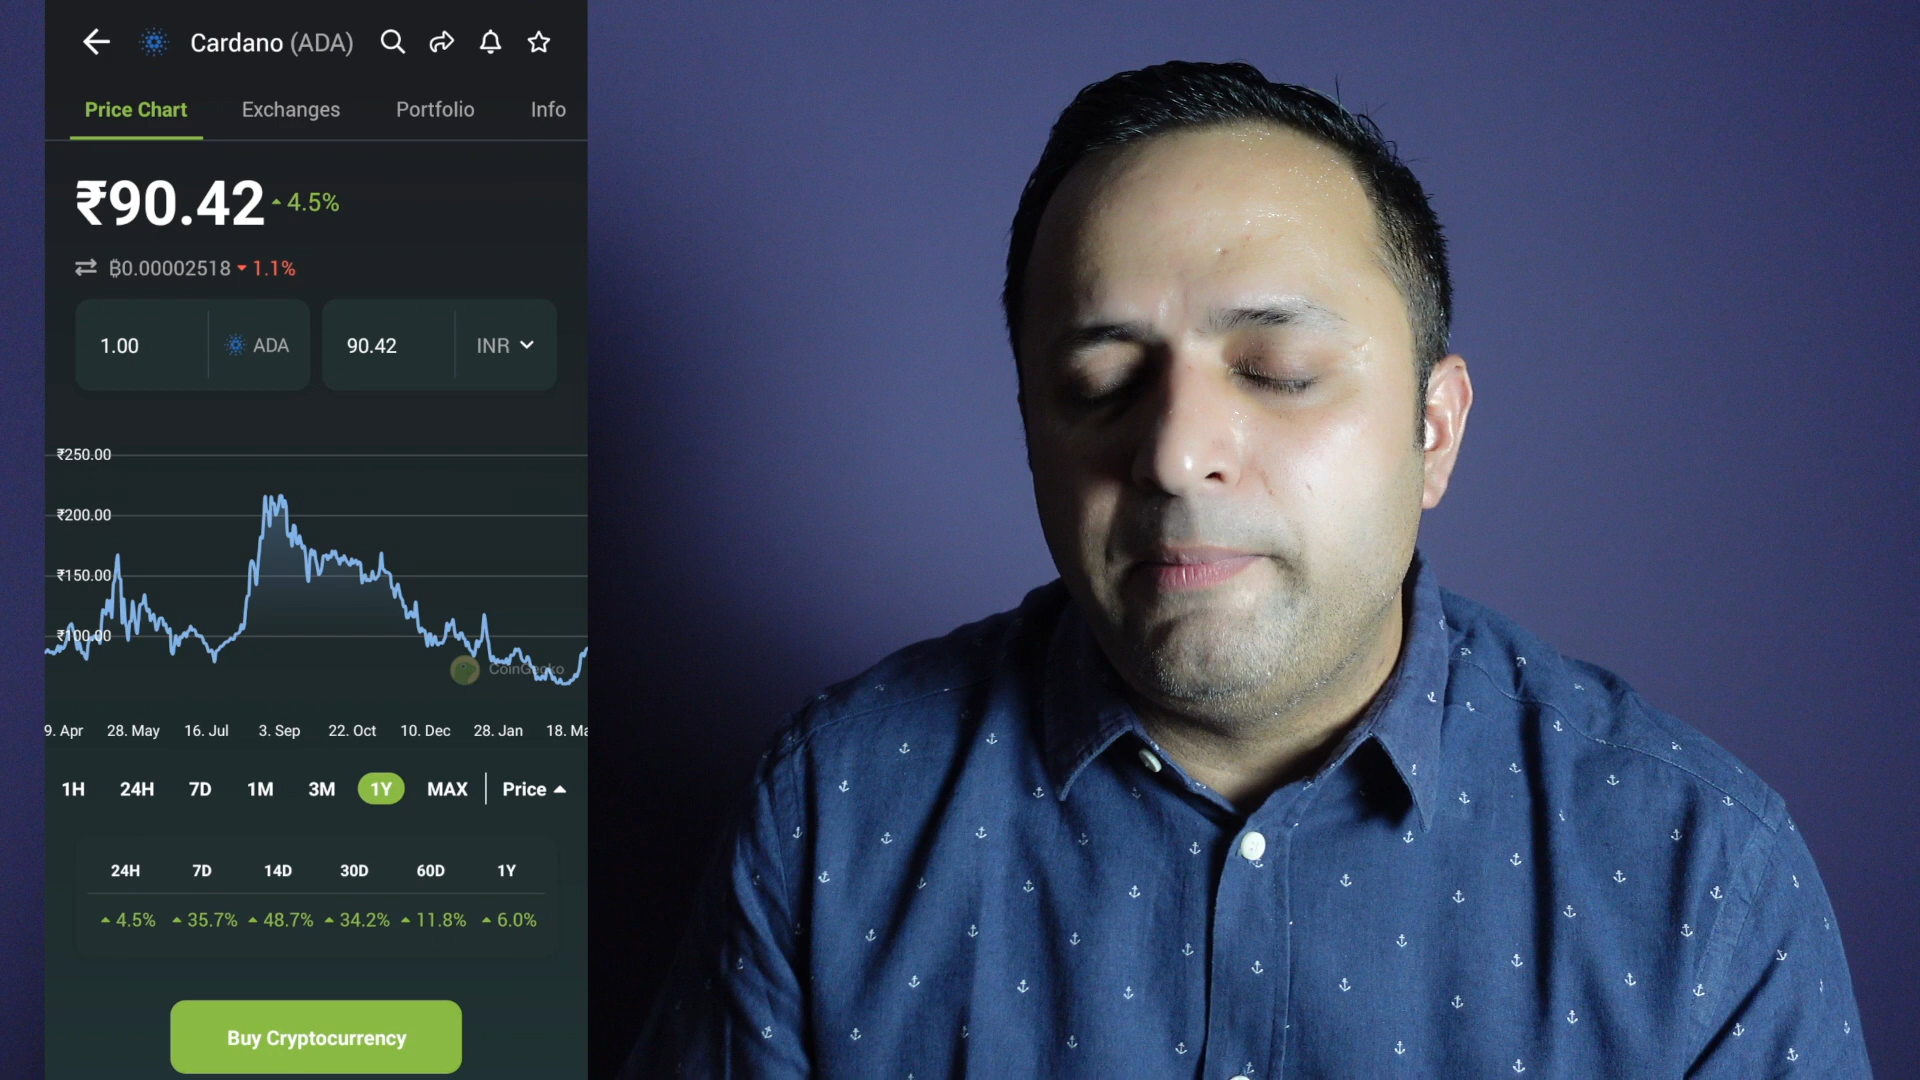 Cardano (ADA)
Price Chart Exchanges Portfolio Info
₹90.42 4.5%
₿0.00002518 1.1%
1.00 ADA 90.42 INR
₹250.00
₹200.00
₹150.00
₹100.00
CoinGecko
9. Apr 28. May 16. Jul 3. Sep 22. Oct 10. Dec 28. Jan 18. Ma
1H 24H 7D 1M 3M 1Y MAX Price
24H 7D 14D 30D 60D 1Y
4.5% 35.7% 48.7% 34.2% 11.8% 6.0%
Buy Cryptocurrency